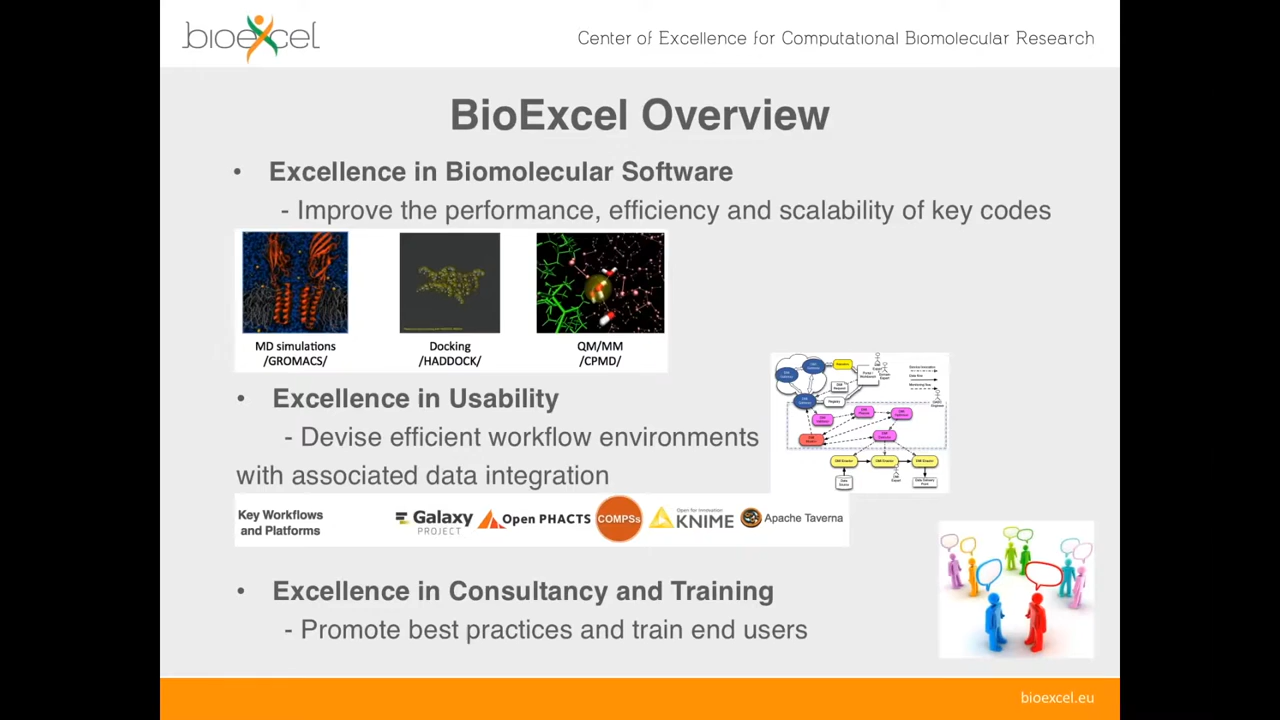 bioexcel
Center of Excellence for Computational Biomolecular Research
BioExcel Overview
• Excellence in Biomolecular Software
- Improve the performance, efficiency and scalability of key codes
MD simulations
/GROMACS/
Docking
/HADDOCK/
QM/MM
/CPMD/
• Excellence in Usability
- Devise efficient workflow environments
with associated data integration
Key Workflows
and Platforms
Galaxy
PROJECT
Open PHACTS
COMPSs
Open for Innovation
KNIME
Apache Taverna
• Excellence in Consultancy and Training
- Promote best practices and train end users
bioexcel.eu